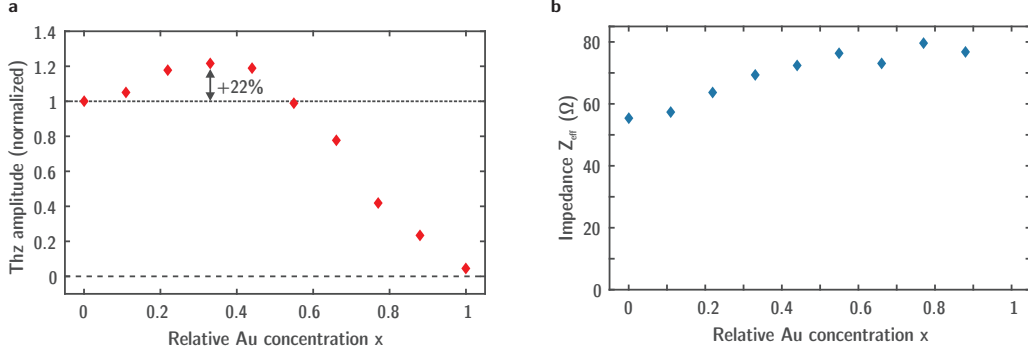 a
1.4
1.2
1
0.8
0.6
0.4
0.2
0
+22%
Thz amplitude (normalized)
0 0.2 0.4 0.6 0.8 1
Relative Au concentration x
b
80
60
40
20
0
Impedance Zeff (Ω)
0 0.2 0.4 0.6 0.8 1
Relative Au concentration x